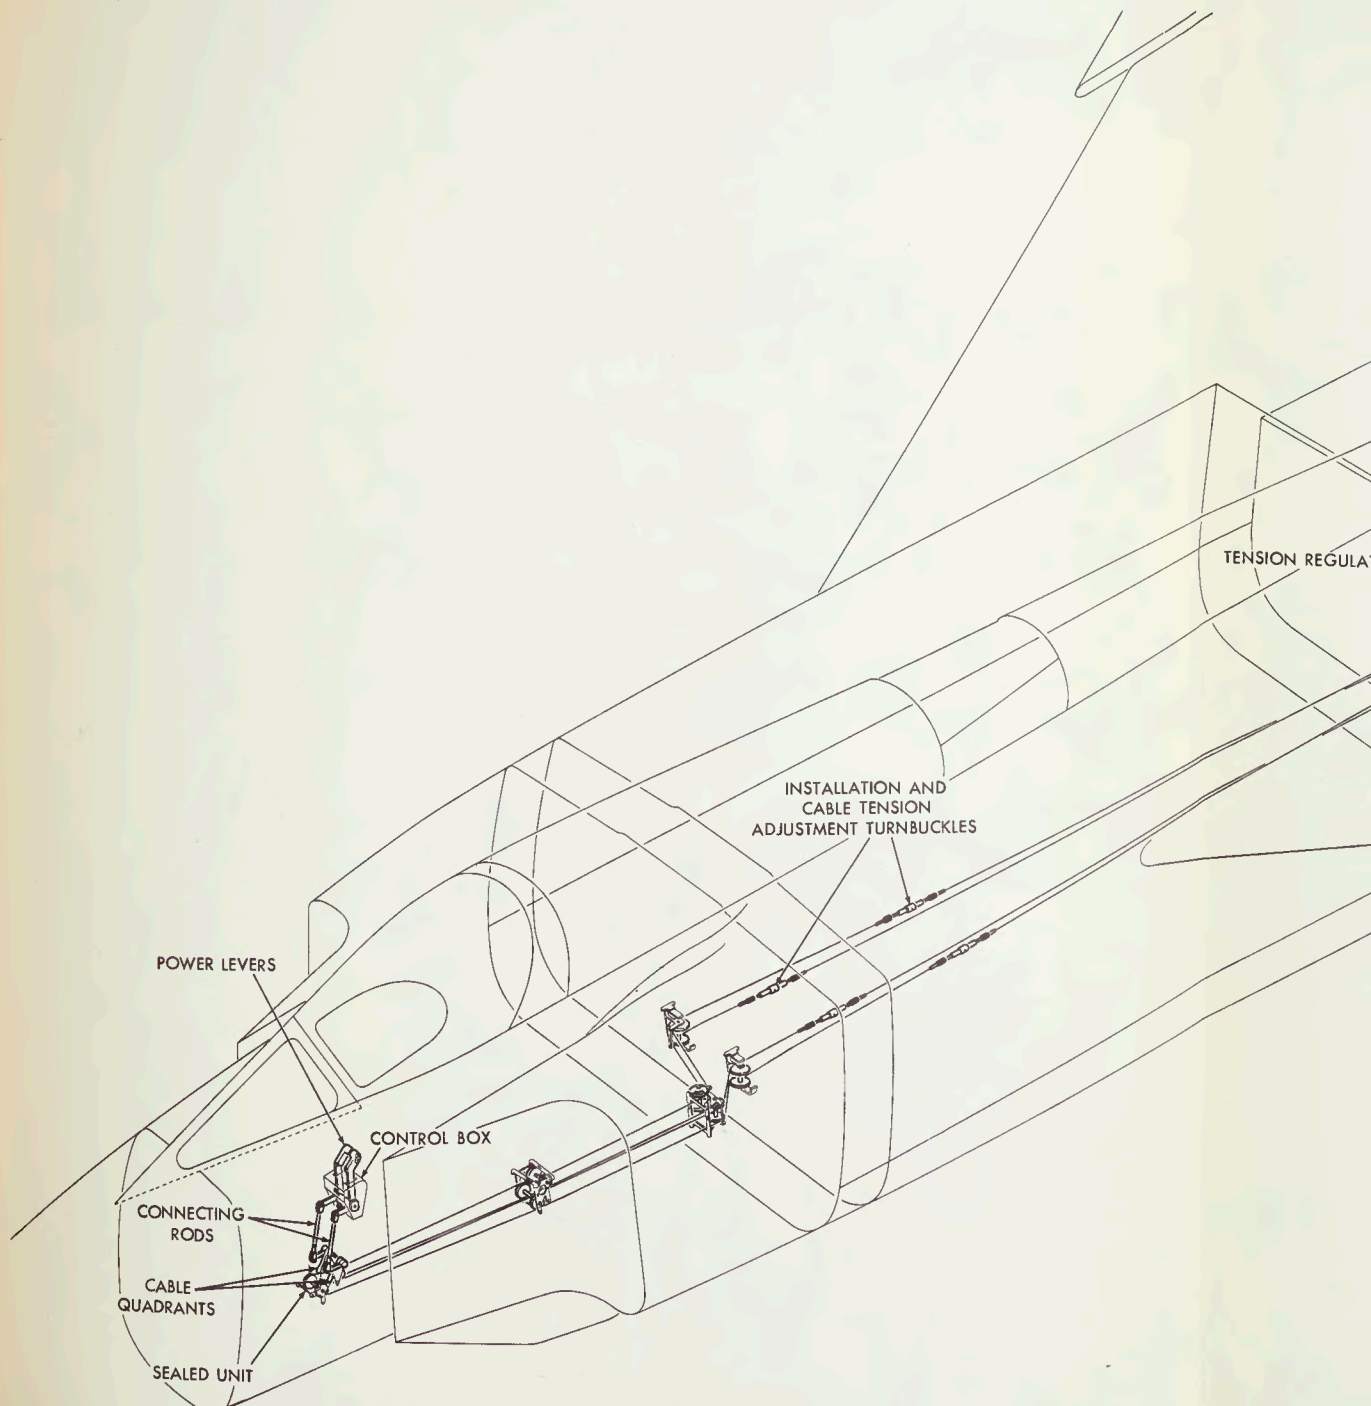 TENSION REGULA
INSTALLATION AND
CABLE TENSION
ADJUSTMENT TURNBUCKLES
POWER LEVERS
CONTROL BOX
CONNECTING
RODS
CABLE
QUADRANTS
SEALED UNIT